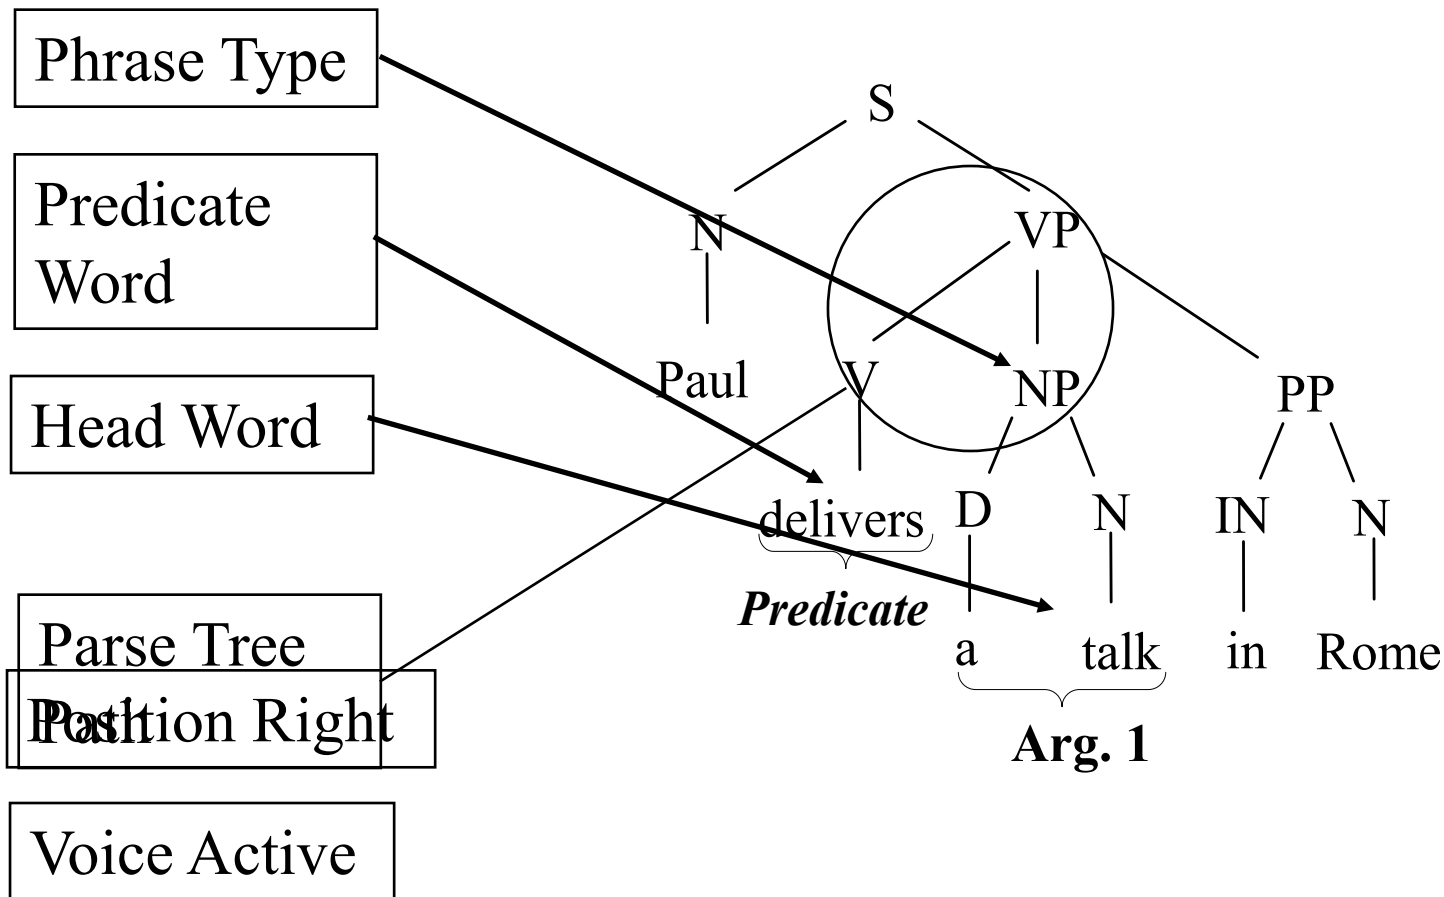 Phrase Type
Predicate
Word
Head Word
Parse Tree
Path
Position Right
Voice Active
S
N VP
Paul V NP PP
delivers D N IN N
Predicate
a talk in Rome
Arg. 1